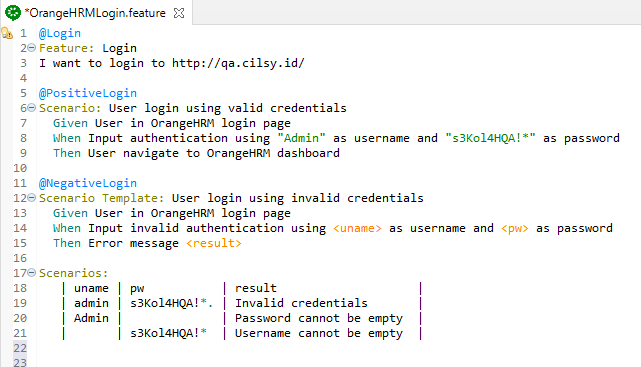 *OrangeHRMLogin.feature
1 @Login
2 Feature: Login
3 I want to login to http://qa.cilsy.id/
4
5 @PositiveLogin
6 Scenario: User login using valid credentials
7 Given User in OrangeHRM login page
8 When Input authentication using "Admin" as username and "s3Kol4HQA!*" as password
9 Then User navigate to OrangeHRM dashboard
10
11 @NegativeLogin
12 Scenario Template: User login using invalid credentials
13 Given User in OrangeHRM login page
14 When Input invalid authentication using <uname> as username and <pw> as password
15 Then Error message <result>
16
17 Scenarios:
18 | uname | pw | result |
19 | admin | s3Kol4HQA!*. | Invalid credentials |
20 | Admin | | Password cannot be empty |
21 | | s3Kol4HQA!* | Username cannot be empty |
22
23